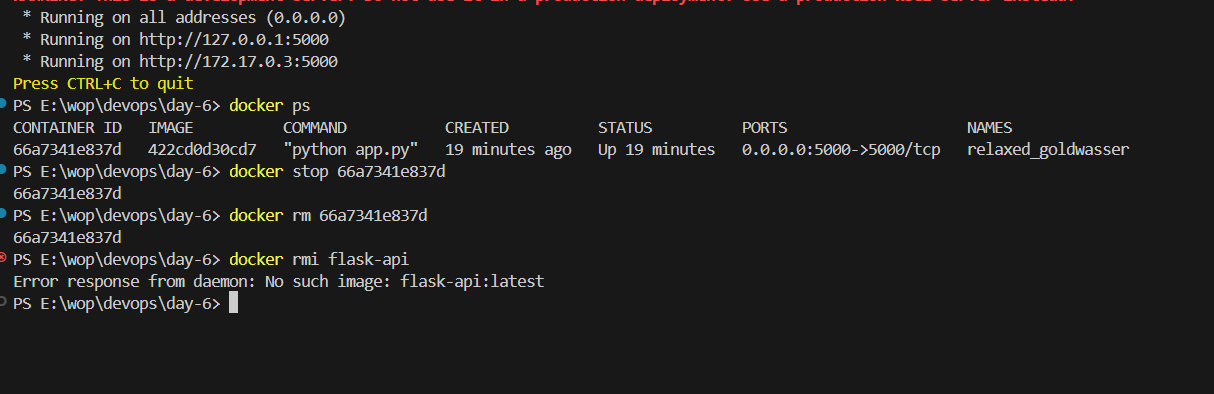 * Running on all addresses (0.0.0.0)
* Running on http://127.0.0.1:5000
* Running on http://172.17.0.3:5000
Press CTRL+C to quit
PS E:\wop\devops\day-6> docker ps
CONTAINER ID   IMAGE          COMMAND           CREATED          STATUS          PORTS                    NAMES
66a7341e837d   422cd0d30cd7   "python app.py"   19 minutes ago   Up 19 minutes   0.0.0.0:5000->5000/tcp   relaxed_goldwasser
PS E:\wop\devops\day-6> docker stop 66a7341e837d
66a7341e837d
PS E:\wop\devops\day-6> docker rm 66a7341e837d
66a7341e837d
PS E:\wop\devops\day-6> docker rmi flask-api
Error response from daemon: No such image: flask-api:latest
PS E:\wop\devops\day-6>